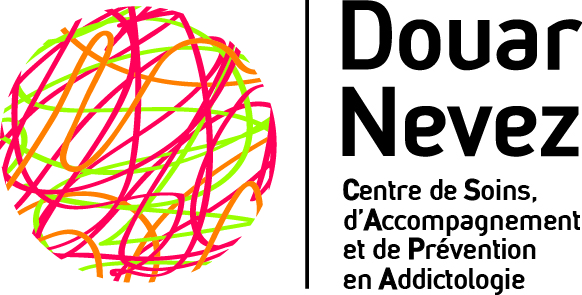 Douar
Nevez
Centre de Soins,
d'Accompagnement
et de Prévention
en Addictologie